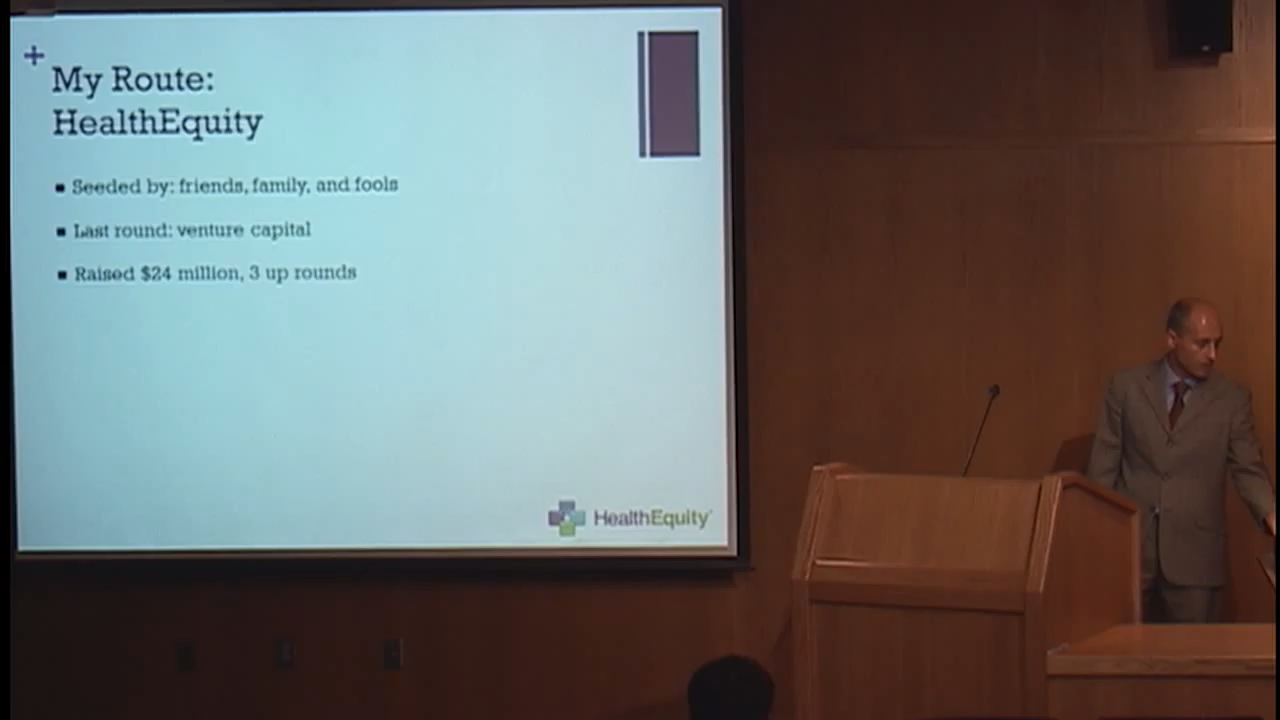 My Route:
HealthEquity
Seeded by: friends, family, and fools
Last round: venture capital
Raised $24 million, 3 up rounds
HealthEquity